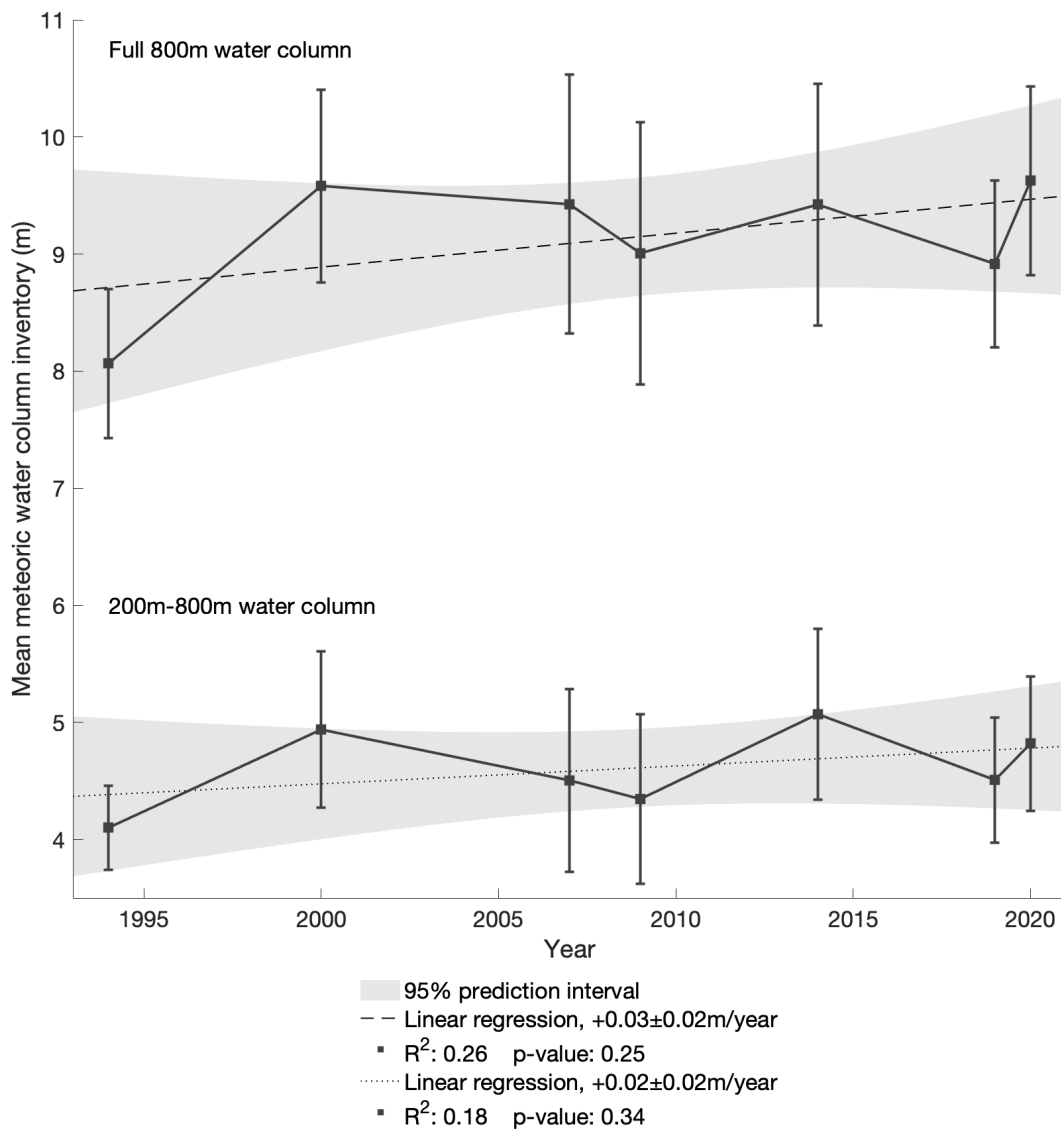 11
Full 800m water column
10
9
8
7
6
200m-800m water column
5
4
Mean meteoric water column inventory (m)
1995 2000 2005 2010 2015 2020
Year
95% prediction interval
Linear regression, +0.03±0.02m/year
R²: 0.26 p-value: 0.25
Linear regression, +0.02±0.02m/year
R²: 0.18 p-value: 0.34